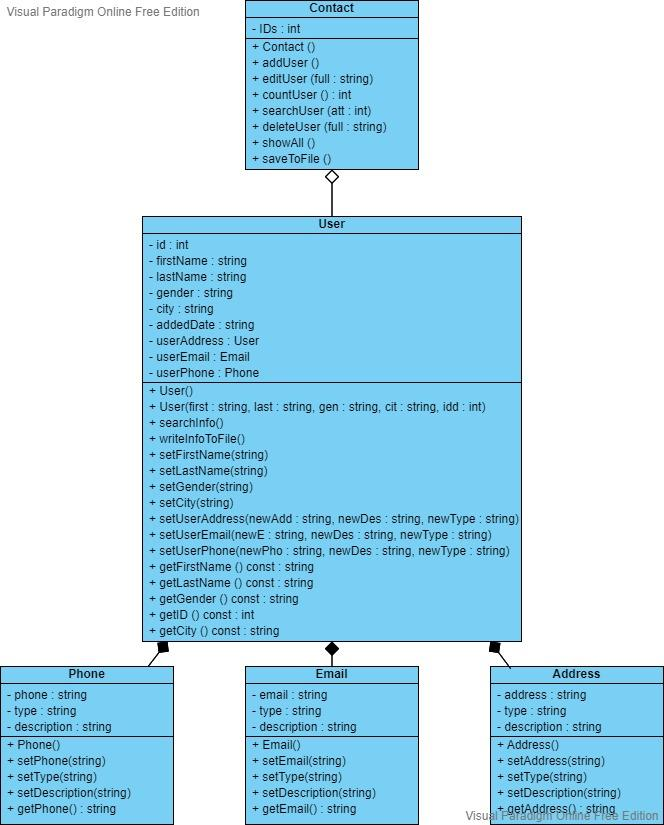 Visual Paradigm Online Free Edition
Contact
- IDs : int
+ Contact ()
+ addUser ()
+ editUser (full : string)
+ countUser () : int
+ searchUser (att : int)
+ deleteUser (full : string)
+ showAll ()
+ saveToFile ()
User
- id : int
- firstName : string
- lastName : string
- gender : string
- city : string
- addedDate : string
- userAddress : User
- userEmail : Email
- userPhone : Phone
+ User()
+ User(first : string, last : string, gen : string, cit : string, idd : int)
+ searchInfo()
+ writeInfoToFile()
+ setFirstName(string)
+ setLastName(string)
+ setGender(string)
+ setCity(string)
+ setUserAddress(newAdd : string, newDes : string, newType : string)
+ setUserEmail(newE : string, newDes : string, newType : string)
+ setUserPhone(newPho : string, newDes : string, newType : string)
+ getFirstName () const : string
+ getLastName () const : string
+ getGender () const : string
+ getID () const : int
+ getCity () const : string
Phone
- phone : string
- type : string
- description : string
+ Phone()
+ setPhone(string)
+ setType(string)
+ setDescription(string)
+ getPhone() : string
Email
- email : string
- type : string
- description : string
+ Email()
+ setEmail(string)
+ setType(string)
+ setDescription(string)
+ getEmail() : string
Address
- address : string
- type : string
- description : string
+ Address()
+ setAddress(string)
+ setType(string)
+ setDescription(string)
+ getAddress() : string
Visual Paradigm Online Free Edition